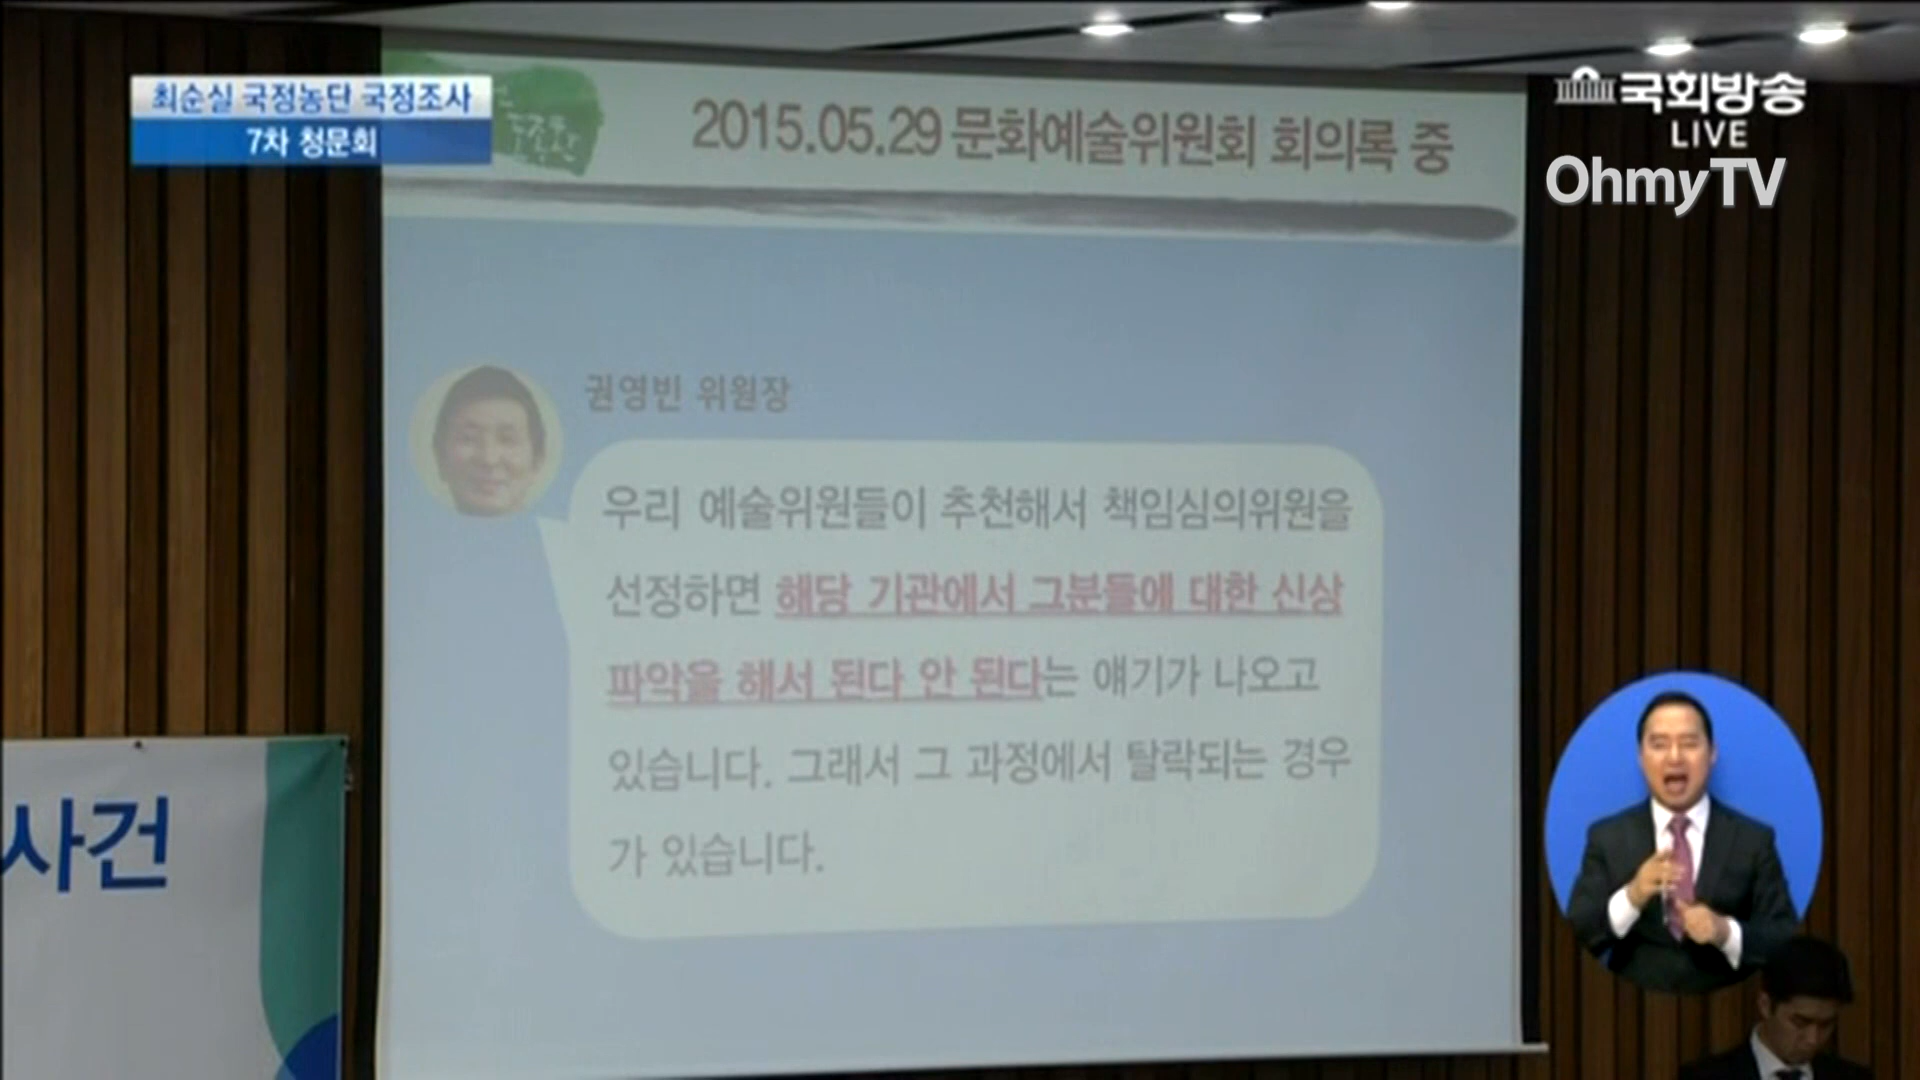 최순실 국정농단 국정조사
7차 청문회
국회방송
LIVE
OhmyTV
2015.05.29 문화예술위원회 회의록 중
권영빈 위원장
우리 예술위원들이 추천해서 책임심의위원을
선정하면 해당 기관에서 그분들에 대한 신상
파악을 해서 된다 안 된다는 얘기가 나오고
있습니다. 그래서 그 과정에서 탈락되는 경우
가 있습니다.
사건